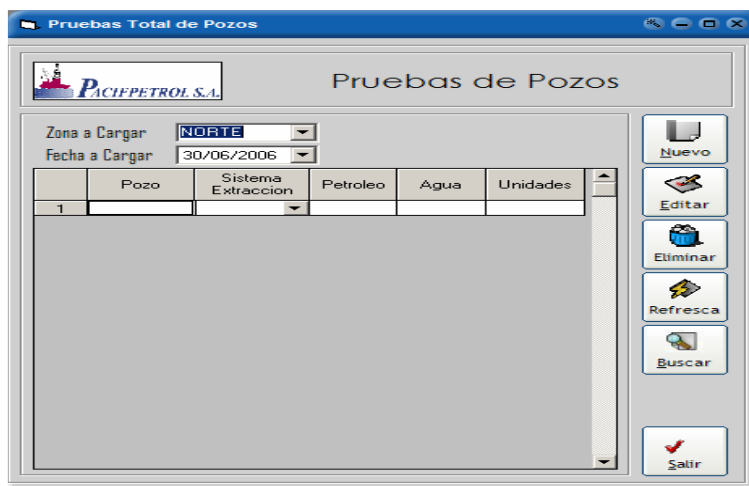 Pruebas Total de Pozos
PACIFPETROL S.A.
Pruebas de Pozos
Zona a Cargar NORTE
Fecha a Cargar 30/06/2006
Pozo Sistema Extraccion Petroleo Agua Unidades
1
Nuevo
Editar
Eliminar
Refresca
Buscar
Salir